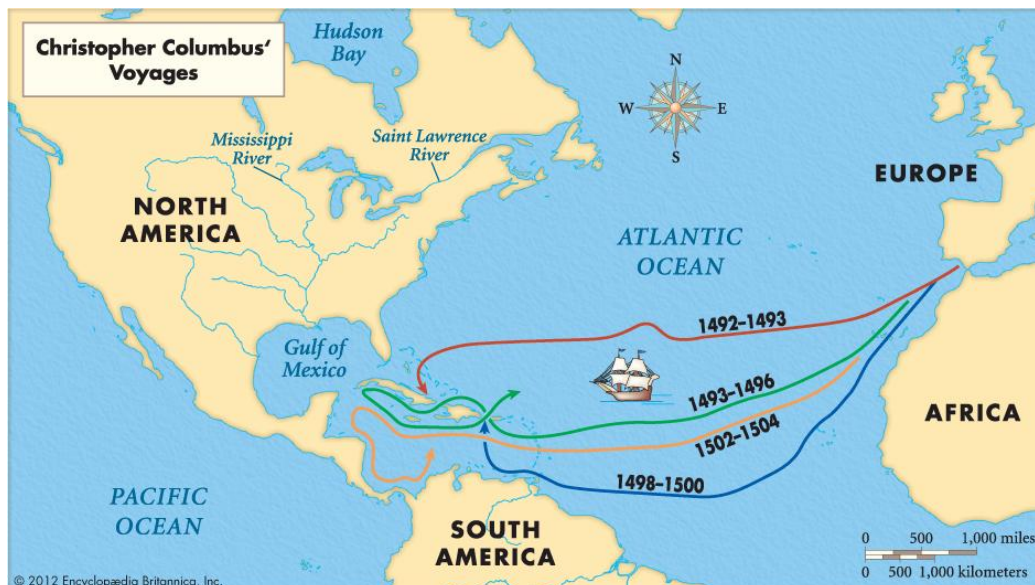 Christopher Columbus‘
Voyages
Hudson
Bay
N
W
E
S
Mississippi
River
Saint Lawrence
River
EUROPE
NORTH
AMERICA
ATLANTIC
OCEAN
1492–1493
Gulf of
Mexico
1493–1496
AFRICA
1502–1504
1498–1500
PACIFIC
OCEAN
SOUTH
AMERICA
0 500 1,000 miles
0 500 1,000 kilometers
© 2012 Encyclopædia Britannica, Inc.